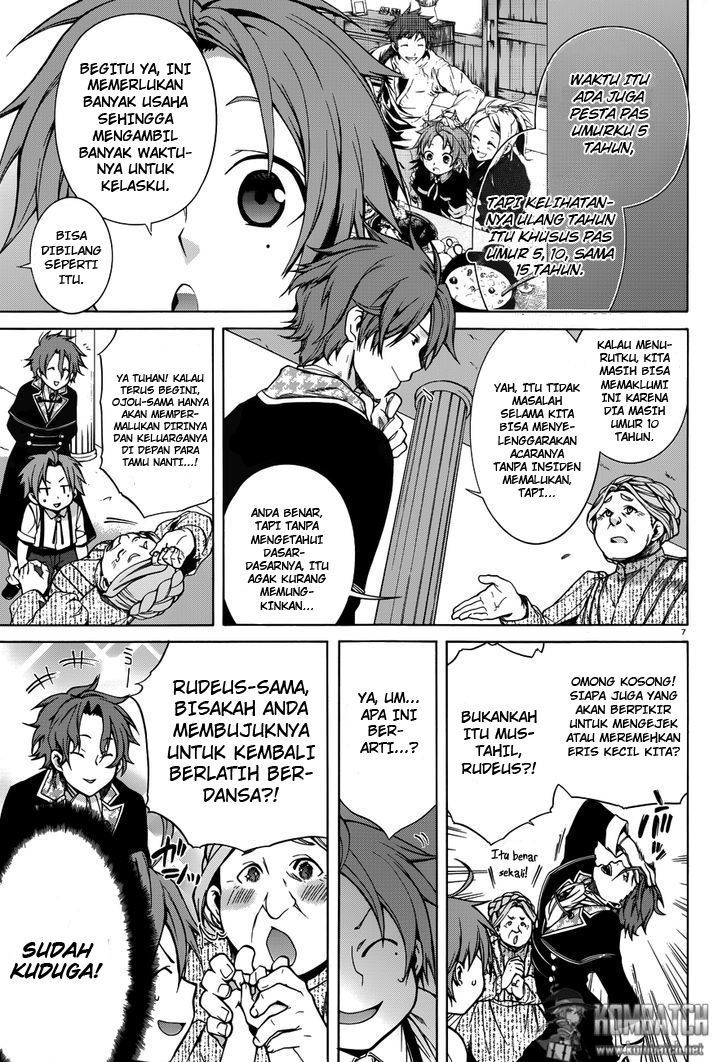 WAKTU ITU
ADA JUGA
PESTA PAS
UMURKU 5
TAHUN,
TAPI KELIHATAN-
NYA ULANG TAHUN
ITU KHUSUS PAS
UMUR 5, 10, SAMA
15 TAHUN.
BEGITU YA, INI
MEMERLUKAN
BANYAK USAHA
SEHINGGA
MENGAMBIL
BANYAK WAKTU-
NYA UNTUK
KELASKU.
BISA
DIBILANG
SEPERTI
ITU.
KALAU MENU-
RUTKU, KITA
MASIH BISA
MEMAKLUMI
INI KARENA
DIA MASIH
UMUR 10
TAHUN.
YAH, ITU TIDAK
MASALAH
SELAMA KITA
BISA MENYE-
LENGGARAKAN
ACARANYA
TANPA INSIDEN
MEMALUKAN,
TAPI...
ANDA BENAR,
TAPI TANPA
MENGETAHUI
DASAR-
DASARNYA, ITU
AGAK KURANG
MEMUNG-
KINKAN...
YA TUHAN! KALAU
TERUS BEGINI,
OJOU-SAMA HANYA
AKAN MEMPER-
MALUKAN DIRINYA
DAN KELUARGANYA
DI DEPAN PARA
TAMU NANTI...!
7
OMONG KOSONG!
SIAPA JUGA YANG
AKAN BERPIKIR
UNTUK MENGEJEK
ATAU MEREMEHKAN
ERIS KECIL KITA?
BUKANKAH
ITU MUS-
TAHIL,
RUDEUS?!
Itu benar
sekali!
YA, UM...
APA INI
BER-
ARTI...?
RUDEUS-SAMA,
BISAKAH ANDA
MEMBUJUKNYA
UNTUK KEMBALI
BERLATIH BER-
DANSA?!
SUDAH
KUDUGA!
KOMBATCH
www.kombatch.net